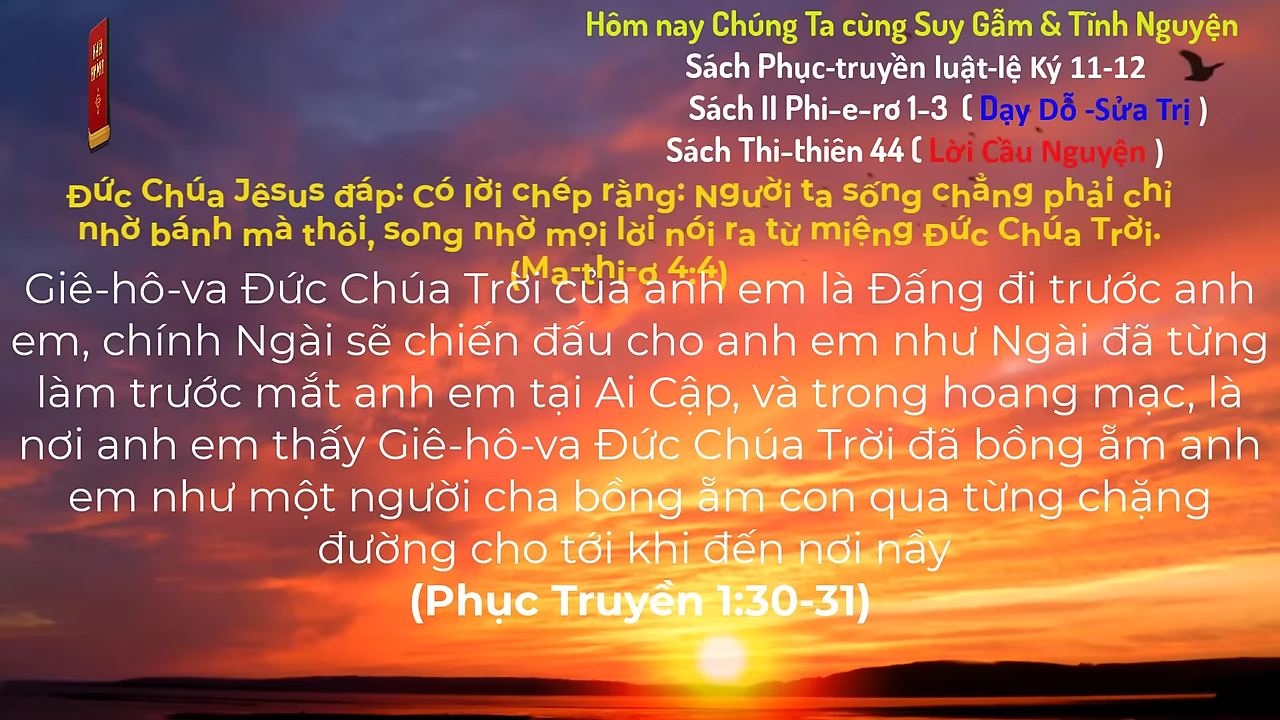 Hôm nay Chúng Ta cùng Suy Gẫm & Tĩnh Nguyện
Sách Phục-truyền luật-lệ Ký 11-12
Sách II Phi-e-rơ 1-3 ( Dạy Dỗ -Sửa Trị )
Sách Thi-thiên 44 ( Lời Cầu Nguyện )
Đức Chúa Jêsus đáp: Có lời chép rằng: Người ta sống chẳng phải chỉ
nhờ bánh mà thôi, song nhờ mọi lời nói ra từ miệng Đức Chúa Trời.
(Ma-thi-ơ 4:4)
Giê-hô-va Đức Chúa Trời của anh em là Đấng đi trước anh
em, chính Ngài sẽ chiến đấu cho anh em như Ngài đã từng
làm trước mắt anh em tại Ai Cập, và trong hoang mạc, là
nơi anh em thấy Giê-hô-va Đức Chúa Trời đã bồng ẵm anh
em như một người cha bồng ẵm con qua từng chặng
đường cho tới khi đến nơi nầy
(Phục Truyền 1:30-31)